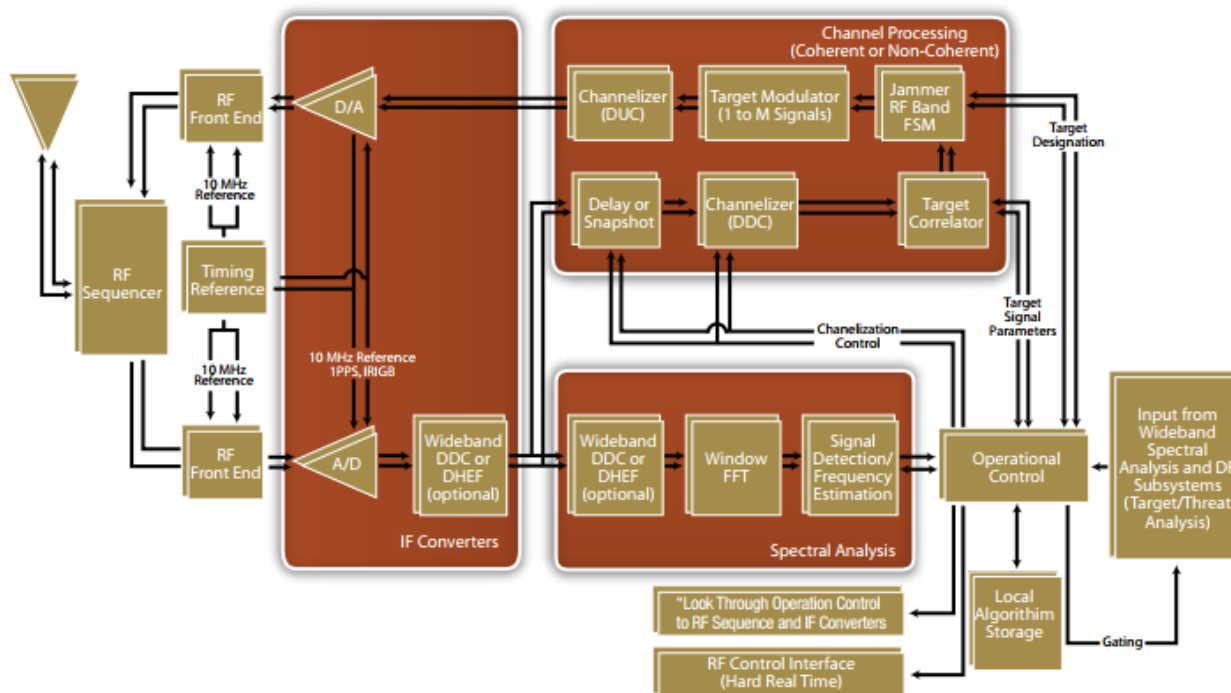 Channel Processing
(Coherent or Non-Coherent)
RF
Front End
D/A
Channelizer
(DUC)
Target Modulator
(1 to M Signals)
Jammer
RF Band
FSM
Target
Designation
10 MHz
Reference
Delay or
Snapshot
Channelizer
(DDC)
Target
Correlator
RF
Sequencer
Timing
Reference
Target
Signal
Parameters
Chanelization
Control
10 MHz
Reference
10 MHz Reference
1PPS, IRIGB
RF
Front End
A/D
Wideband
DDC or
DHEF
(optional)
Wideband
DDC or
DHEF
(optional)
Window
FFT
Signal
Detection/
Frequency
Estimation
Operational
Control
Input from
Wideband
Spectral
Analysis and DF
Subsystems
(Target/Threat
Analysis)
IF Converters
Spectral Analysis
"Look Through Operation Control
to RF Sequence and IF Converters
Local
Algorithim
Storage
Gating
RF Control Interface
(Hard Real Time)